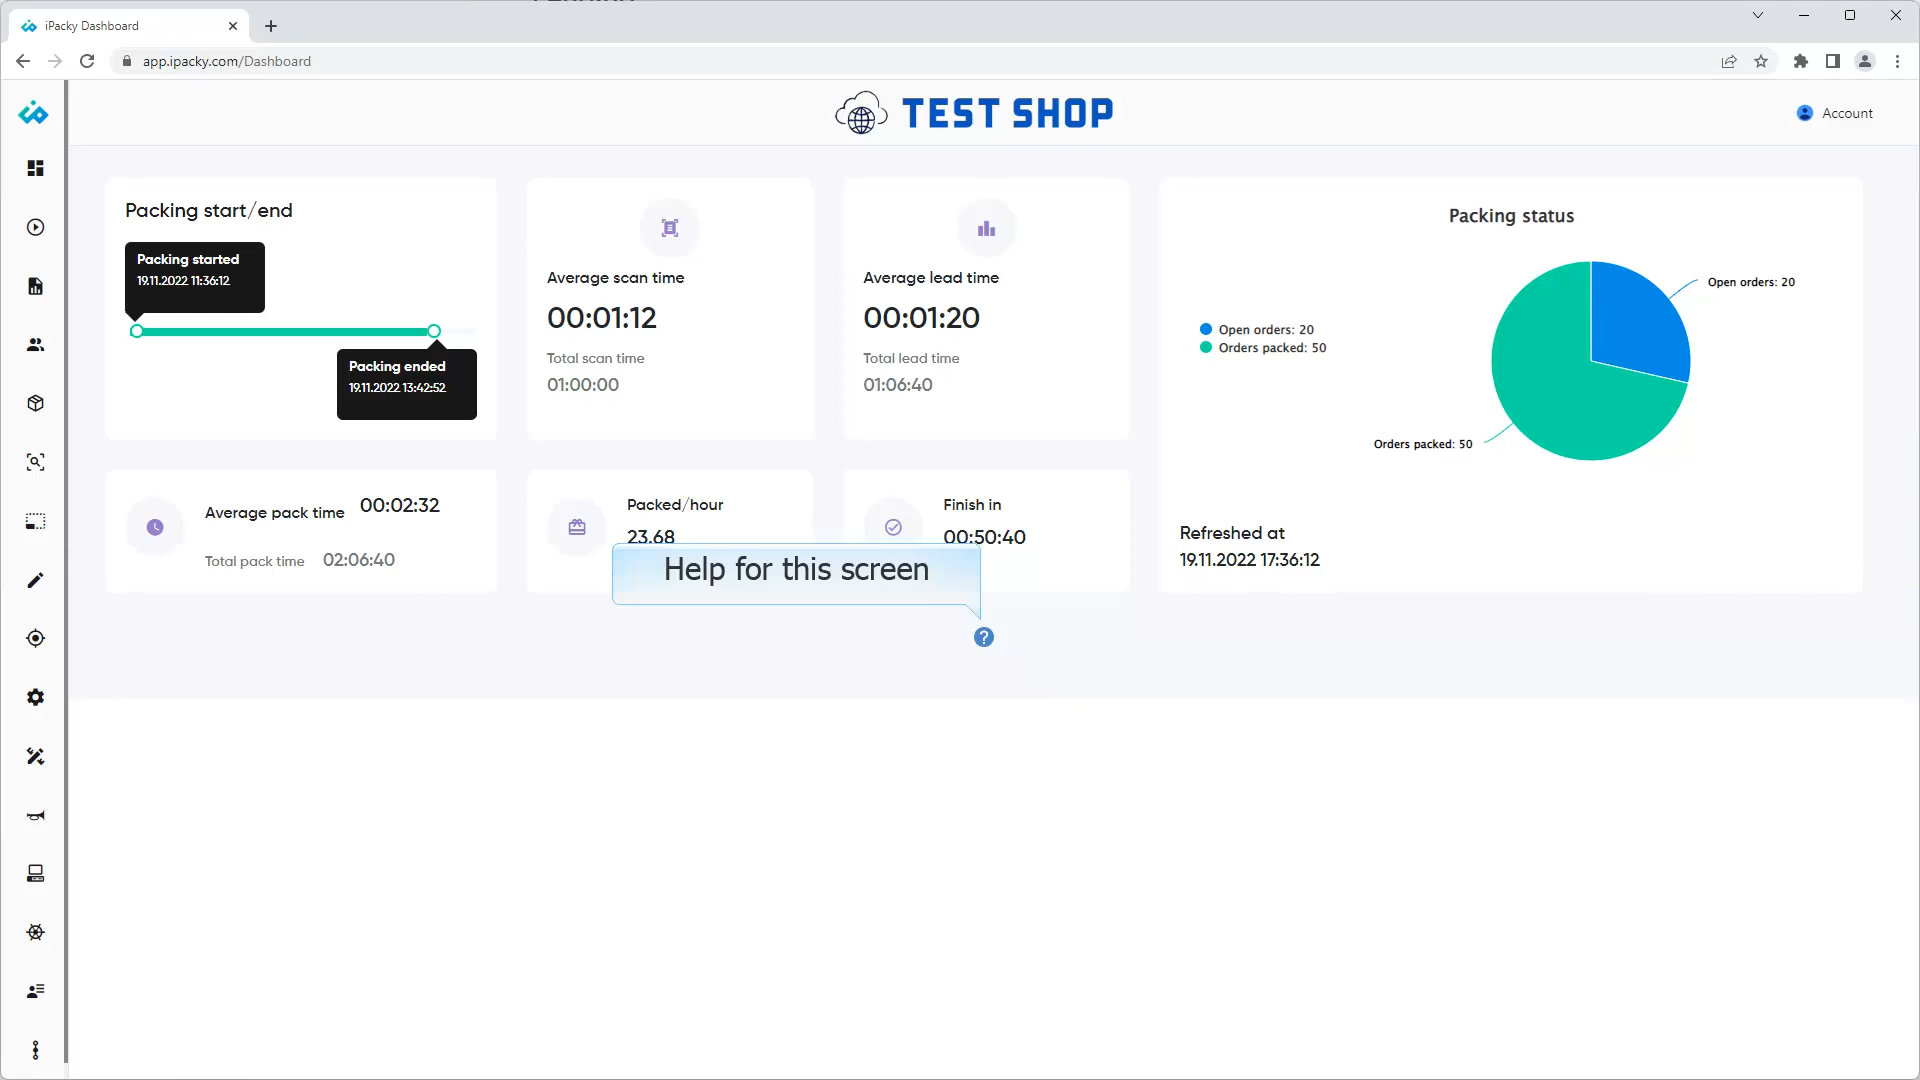 iPacky Dashboard
app.ipacky.com/Dashboard
TEST SHOP
Account
Packing start/end
Packing started
19.11.2022 11:36:12
Packing ended
19.11.2022 13:42:52
Average scan time
00:01:12
Total scan time
01:00:00
Average lead time
00:01:20
Total lead time
01:06:40
Packing status
Open orders: 20
Orders packed: 50
Open orders: 20
Orders packed: 50
Refreshed at
19.11.2022 17:36:12
Average pack time 00:02:32
Total pack time 02:06:40
Packed/hour
23.68
Finish in
00:50:40
Help for this screen
?